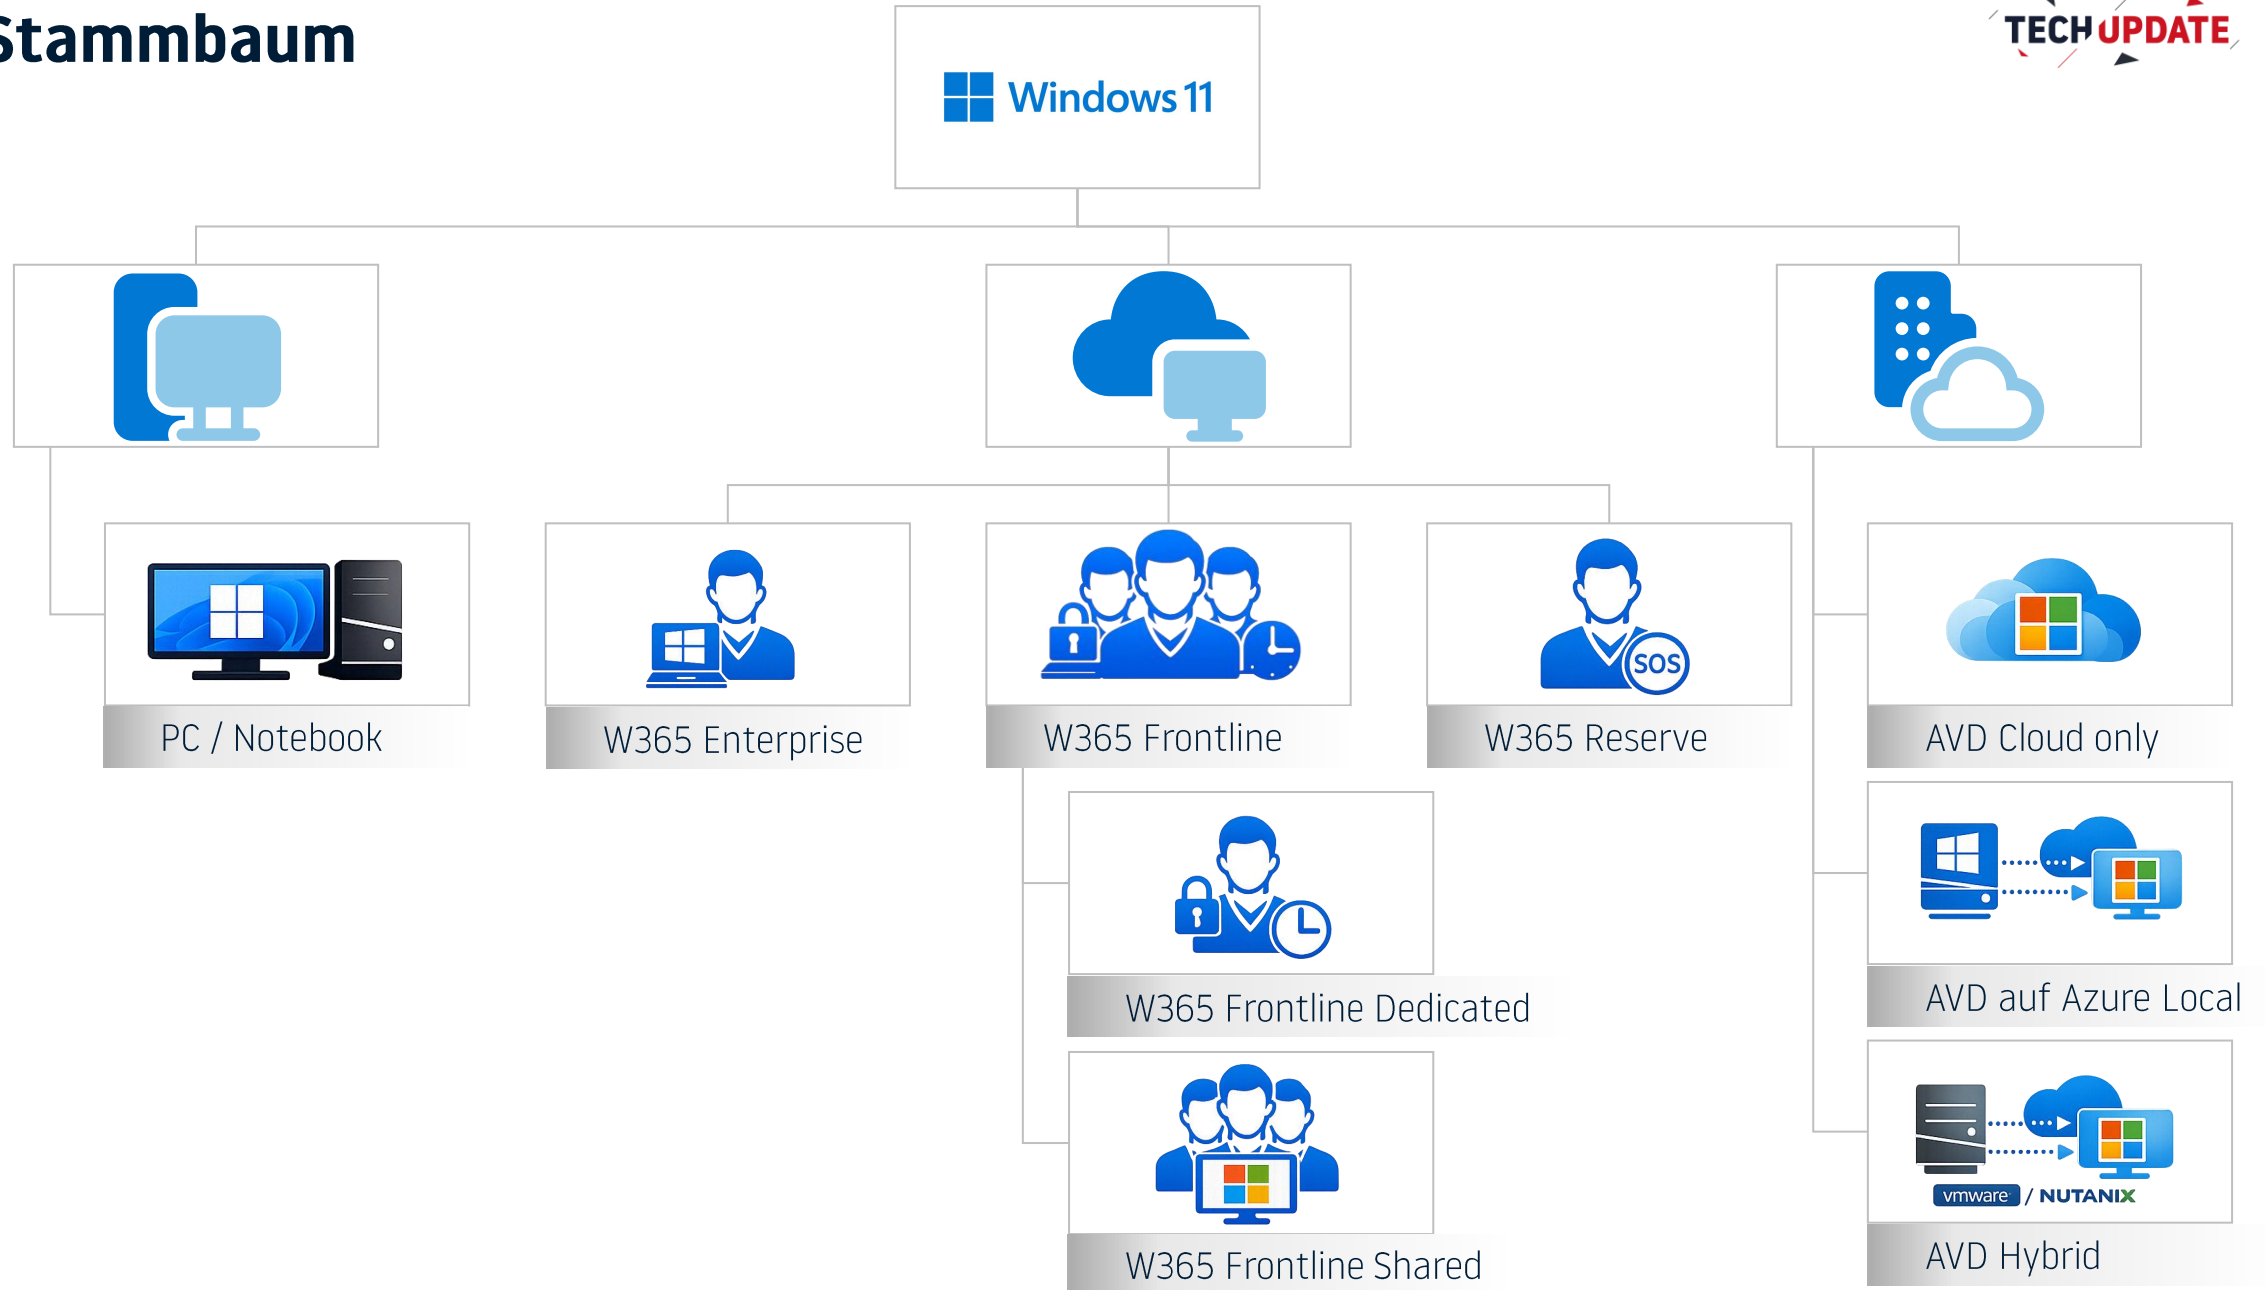 Stammbaum
TECH UPDATE
Windows 11
SOS
PC / Notebook
W365 Enterprise
W365 Frontline
W365 Reserve
AVD Cloud only
W365 Frontline Dedicated
AVD auf Azure Local
vmware / NUTANIX
W365 Frontline Shared
AVD Hybrid